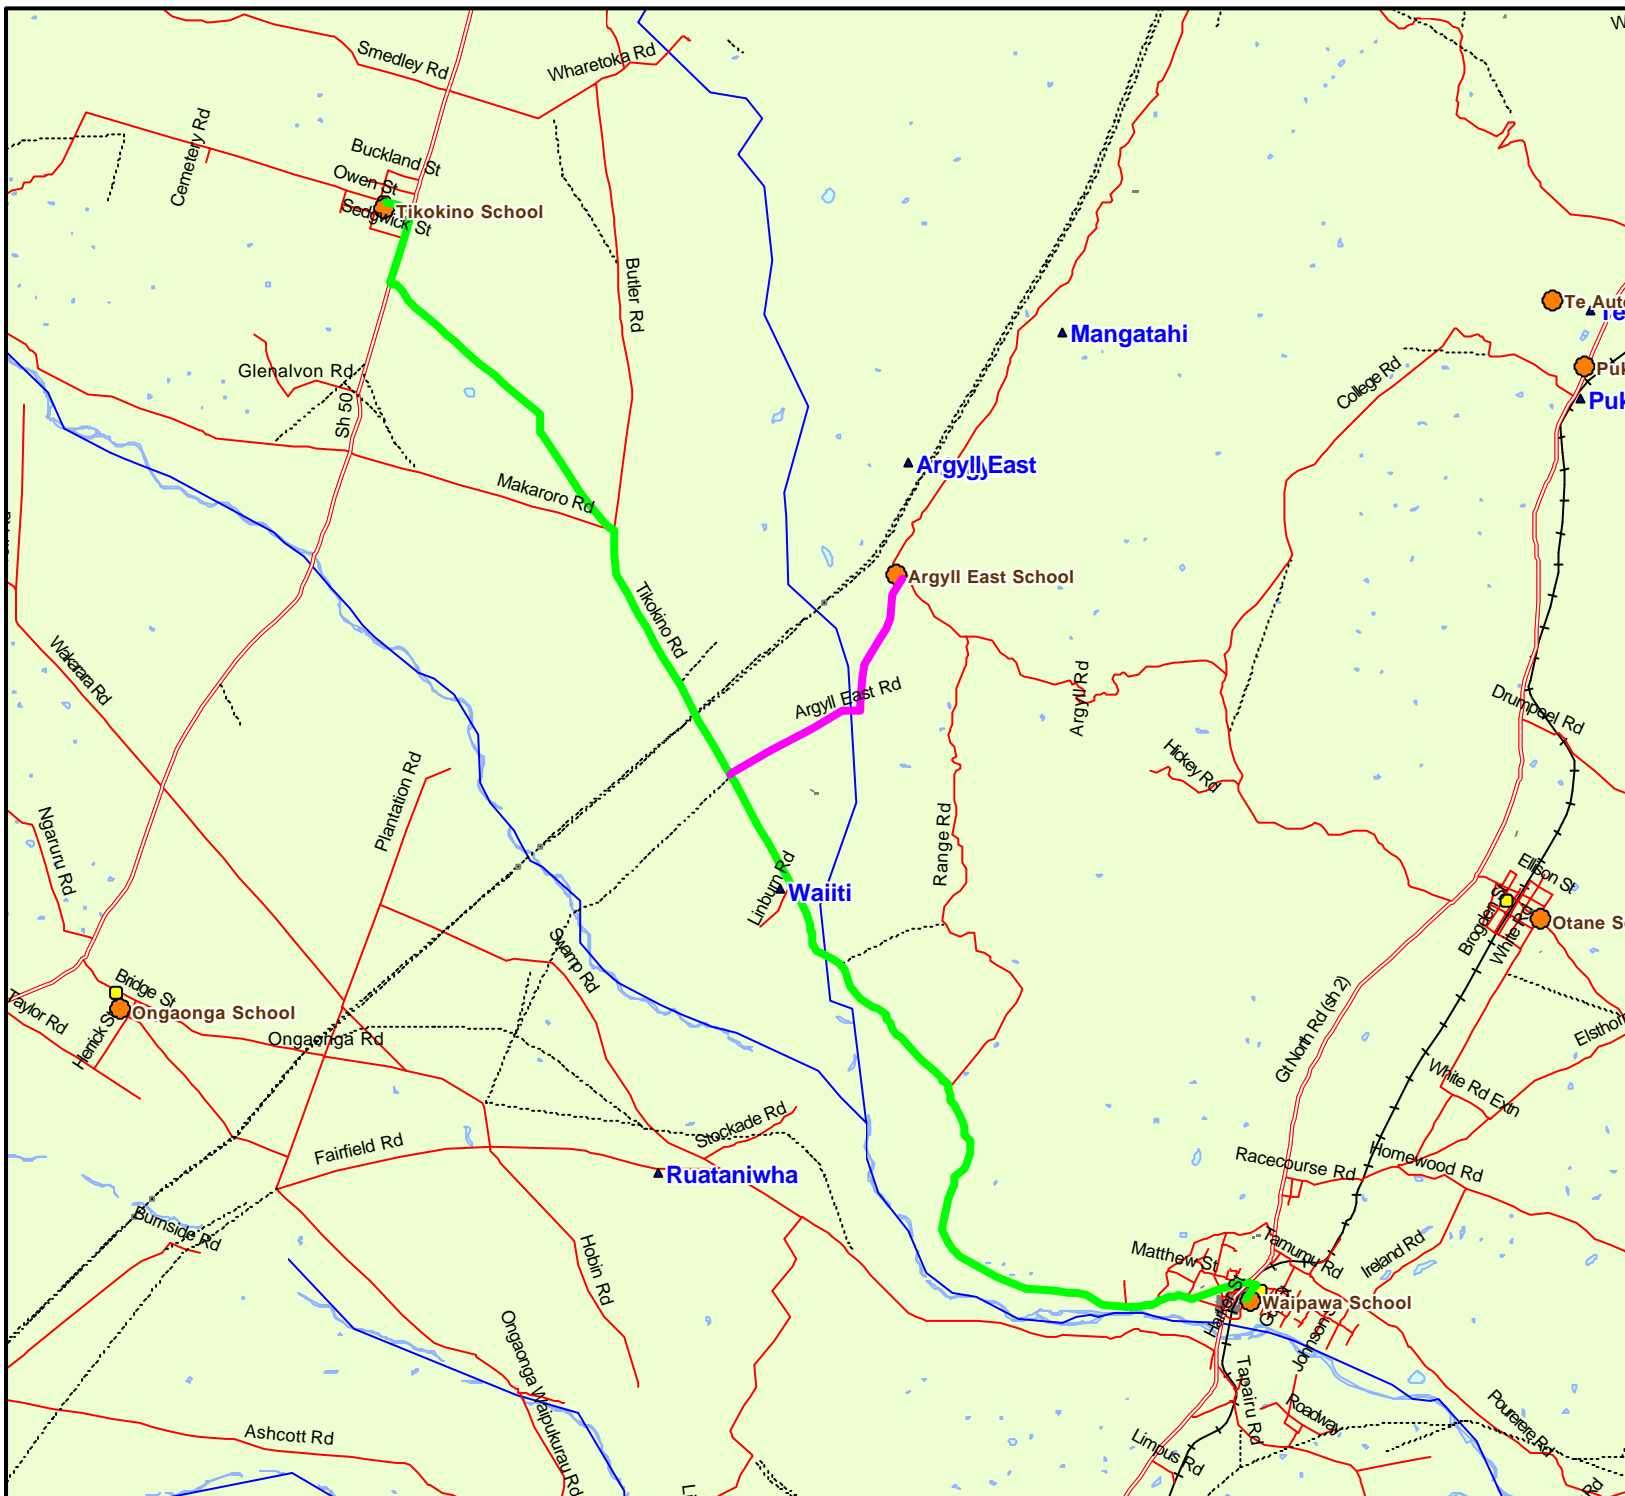 Smedley Rd
Wharetoka Rd
Cemetery Rd
Buckland St
Owen St
Sedgwick St
Tikokino School
Butler Rd
Te
Mangatahi
Puk
Puk
Glenalvon Rd
College Rd
Sh 50
Argyll East
Makaroro Rd
Argyll East School
Tikokino Rd
Wakarara Rd
Argyll East Rd
Argyll Rd
Drumpeel Rd
Hickey Rd
Plantation Rd
Ngaruru Rd
Range Rd
Ellison St
Linburn Rd
Waiiti
Brogden St
White Rd
Otane S
Swamp Rd
Bridge St
Taylor Rd
Ongaonga School
Herrick St
Ongaonga Rd
Gt North Rd (sh 2)
Elsthor
White Rd Extn
Stockade Rd
Fairfield Rd
Ruataniwha
Racecourse Rd
Homewood Rd
Burnside Rd
Hobin Rd
Matthew St
Tamumu Rd
Ireland Rd
Waipawa School
Johnson
Ongaonga Waipukurau Rd
Tapairu Rd
Roadway
Pourerere Rd
Ashcott Rd
Limpus Rd
Rd